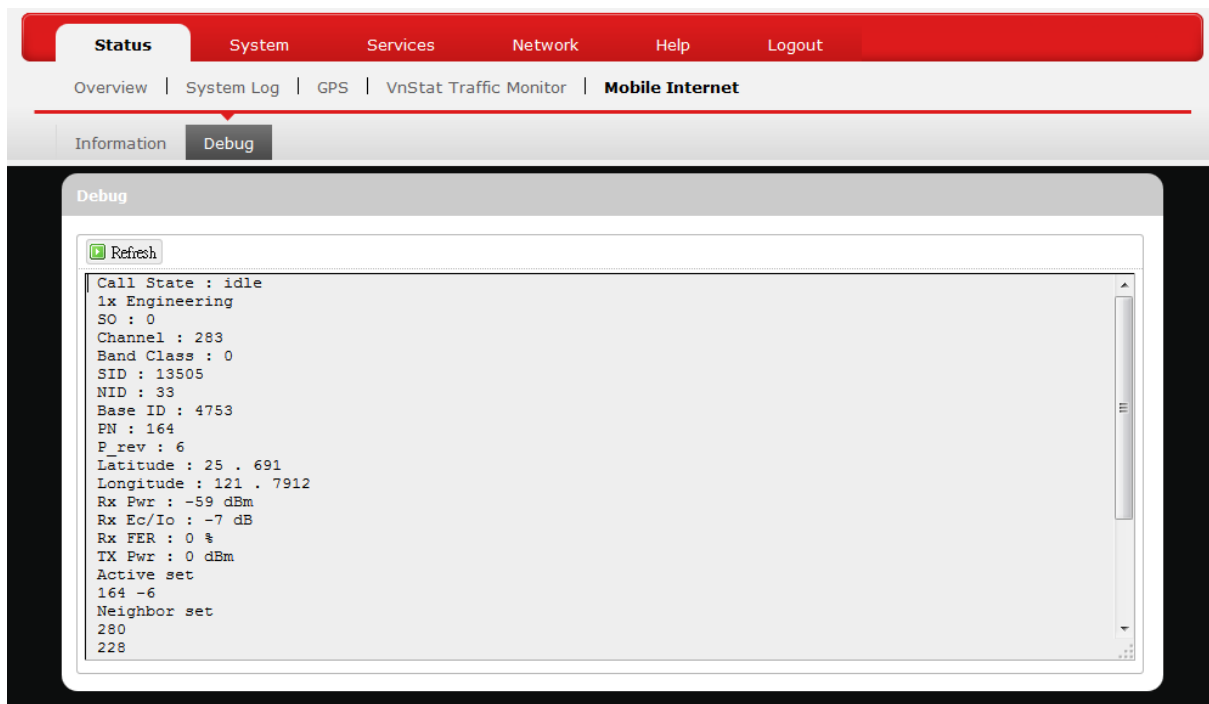 Status System Services Network Help Logout
Overview | System Log | GPS | VnStat Traffic Monitor | Mobile Internet
Information Debug
Debug
Refresh
Call State : idle
1x Engineering
SO : 0
Channel : 283
Band Class : 0
SID : 13505
NID : 33
Base ID : 4753
PN : 164
P_rev : 6
Latitude : 25 . 691
Longitude : 121 . 7912
Rx Pwr : -59 dBm
Rx Ec/Io : -7 dB
Rx FER : 0 %
TX Pwr : 0 dBm
Active set
164 -6
Neighbor set
280
228